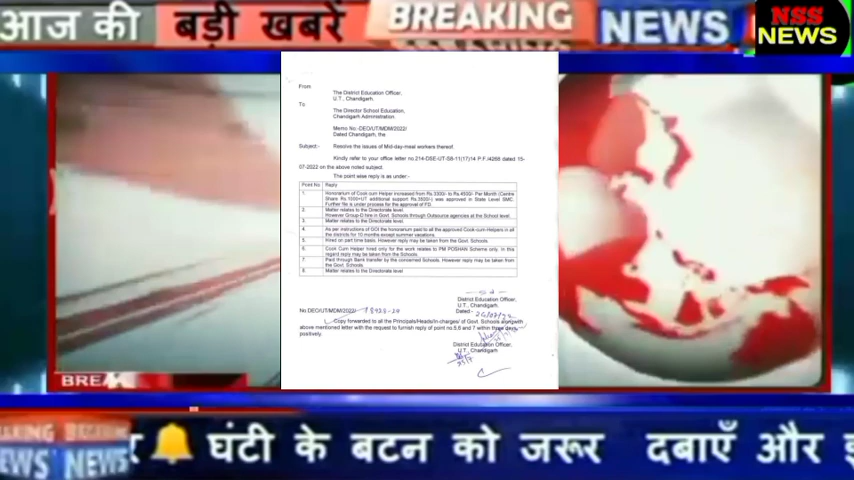 आज की बड़ी खबरें BREAKING NEWS NSS NEWS
From
The District Education Officer,
U.T., Chandigarh.
To
The Director School Education,
Chandigarh Administration.
Memo No.-DEO/UT/MDM/2022/
Dated Chandigarh, the
Subject:- Resolve the issues of Mid-day-meal workers thereof.
Kindly refer to your office letter no.214-DSE-UT-S8-11(17)14 P.F./4268 dated 15-
07-2022 on the above noted subject.
The point wise reply is as under:-
Point No Reply
1. Honorarium of Cook cum Helper increased from Rs.3300/- to Rs.4500/- Per Month (Centre
Share Rs.1000+UT additional support Rs.3500/-) was approved in State Level SMC.
Further file is under process for the approval of FD.
2. Matter relates to the Directorate level.
However Group-D hire in Govt. Schools through Outsource agencies at the School level.
3. Matter relates to the Directorate level.
4. As per instructions of GOI the honorarium paid to all the approved Cook-cum-Helpers in all
the districts for 10 months except summer vacations.
5. Hired on part time basis. However reply may be taken from the Govt. Schools.
6. Cook Cum Helper hired only for the work relates to PM POSHAN Scheme only, in this
regard reply may be taken from the Schools.
7. Paid through Bank transfer by the concerned Schools. However reply may be taken from
the Govt. Schools.
8. Matter relates to the Directorate level
District Education Officer,
U.T., Chandigarh.
No.DEO/UT/MDM/2022/ Dated:-
Copy forwarded to all the Principals/Heads/In-charges/ of Govt. Schools alongwith
above mentioned letter with the request to furnish reply of point no.5,6 and 7 within three days
positively.
District Education Officer,
U.T., Chandigarh
BREA
BREAKING NEWS NEWS घंटी के बटन को जरूर दबाएँ और